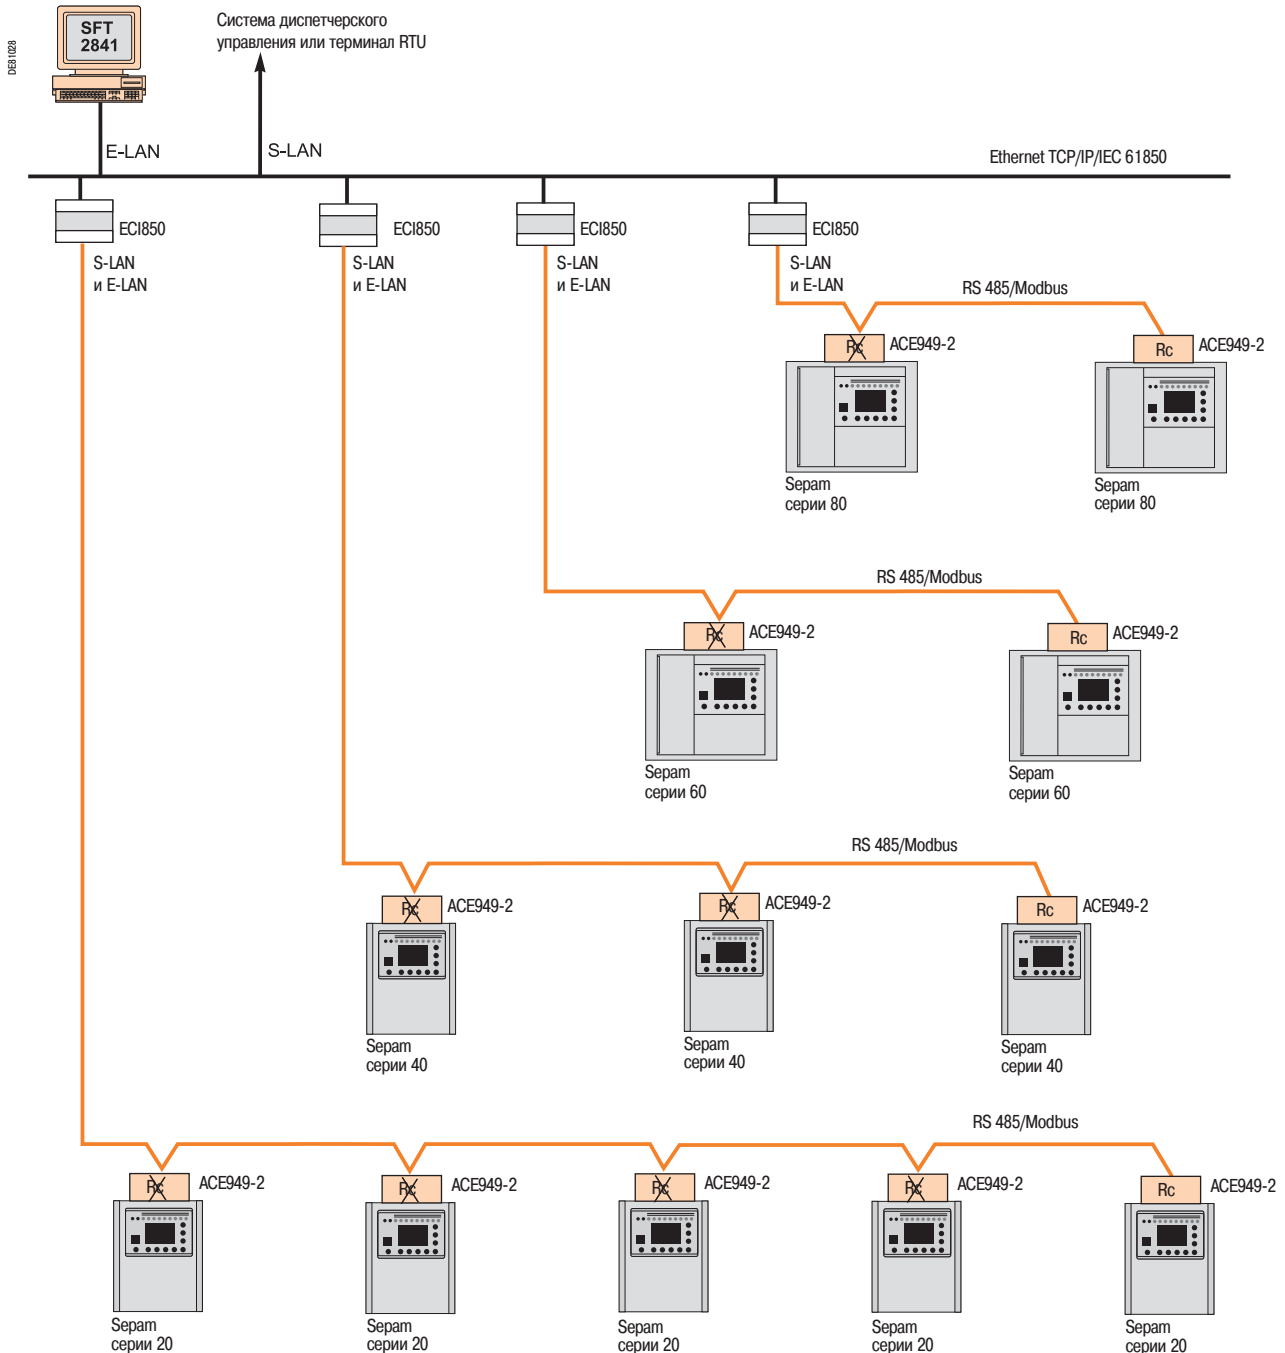 DE81028
SFT
2841
Система диспетчерского
управления или терминал RTU
E-LAN
S-LAN
Ethernet TCP/IP/IEC 61850
ECI850
ECI850
ECI850
ECI850
S-LAN
и E-LAN
S-LAN
и E-LAN
S-LAN
и E-LAN
S-LAN
и E-LAN
RS 485/Modbus
Rc
ACE949-2
Rc
ACE949-2
Sepam
серии 80
Sepam
серии 80
RS 485/Modbus
Rc
ACE949-2
Rc
ACE949-2
Sepam
серии 60
Sepam
серии 60
RS 485/Modbus
Rc
ACE949-2
Rc
ACE949-2
Rc
ACE949-2
Sepam
серии 40
Sepam
серии 40
Sepam
серии 40
RS 485/Modbus
Rc
ACE949-2
Rc
ACE949-2
Rc
ACE949-2
Rc
ACE949-2
Rc
ACE949-2
Sepam
серии 20
Sepam
серии 20
Sepam
серии 20
Sepam
серии 20
Sepam
серии 20